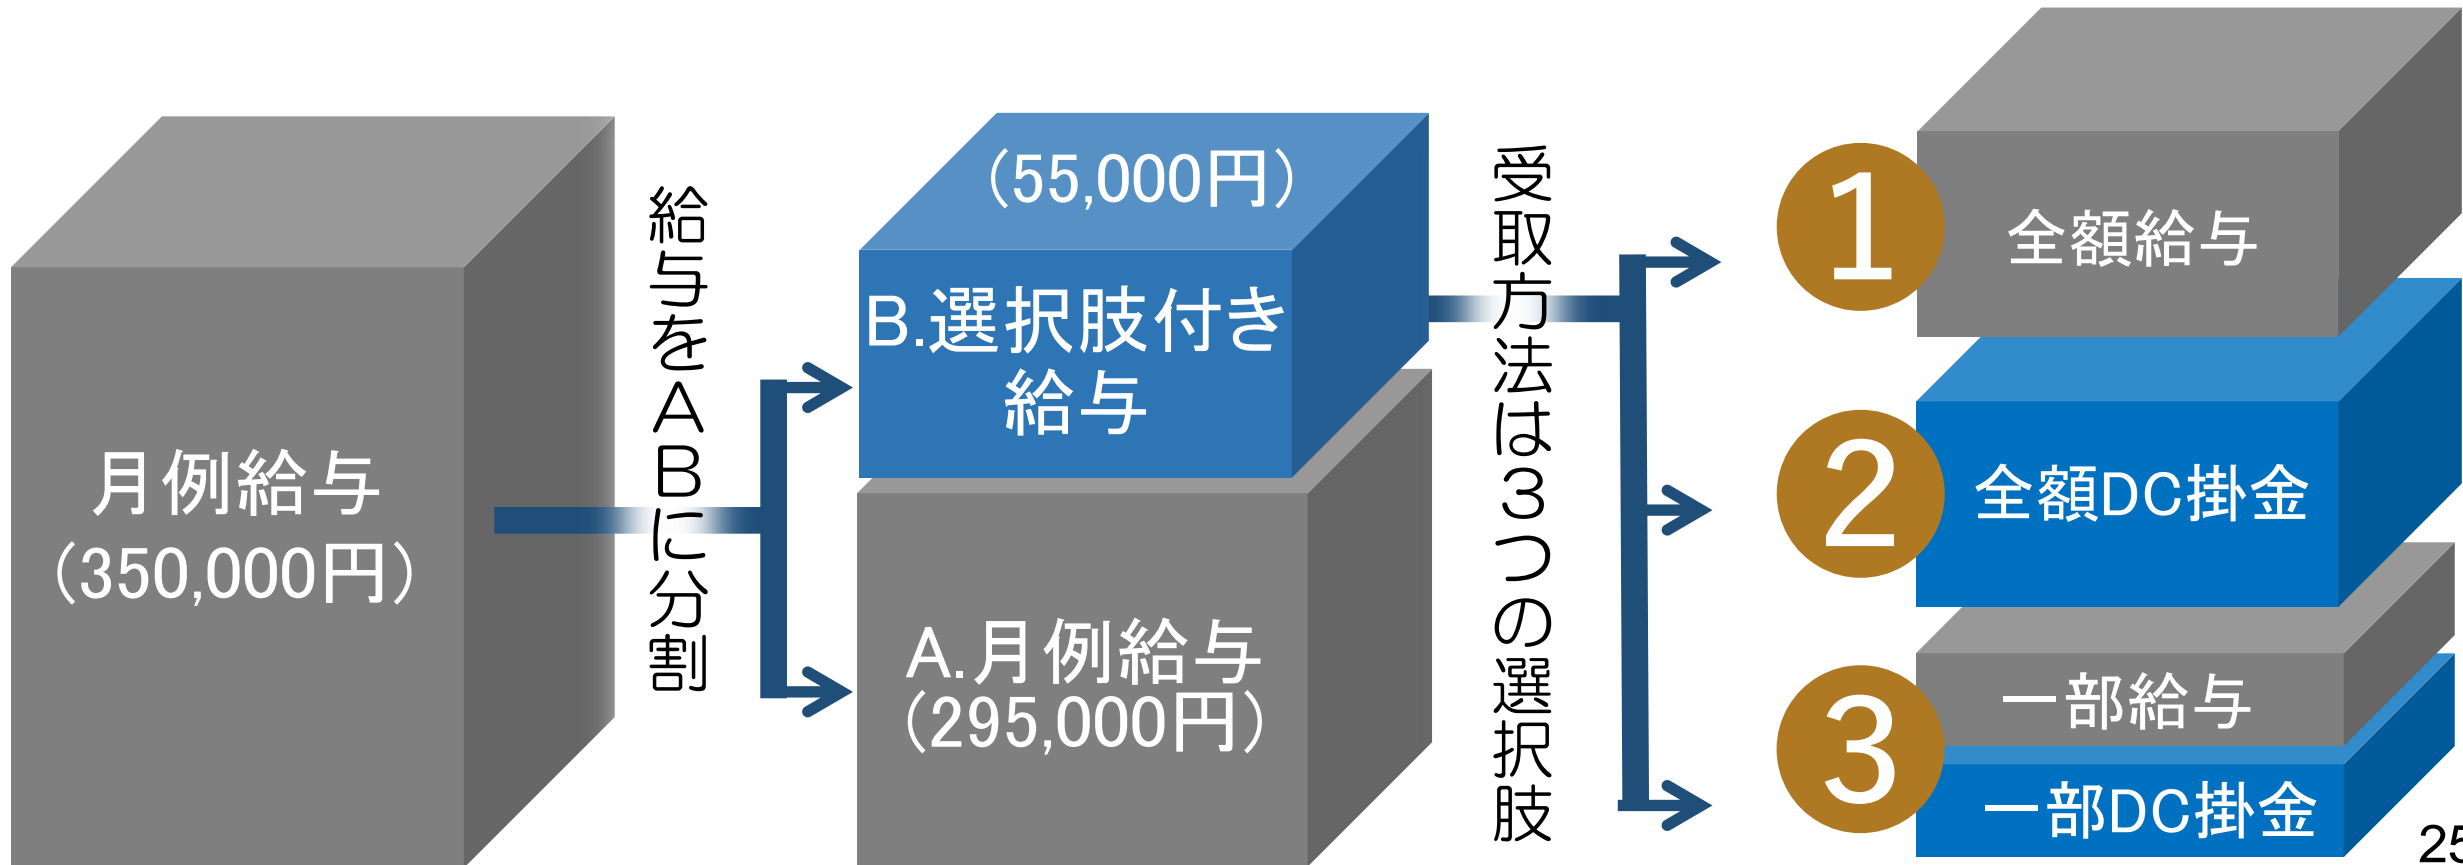 月例給与
（350,000円）
給与をＡＢに分割
（55,000円）
B.選択肢付き
給与
A.月例給与
（295,000円）
受取方法は３つの選択肢
1
全額給与
2
全額DC掛金
3
一部給与
一部DC掛金
25